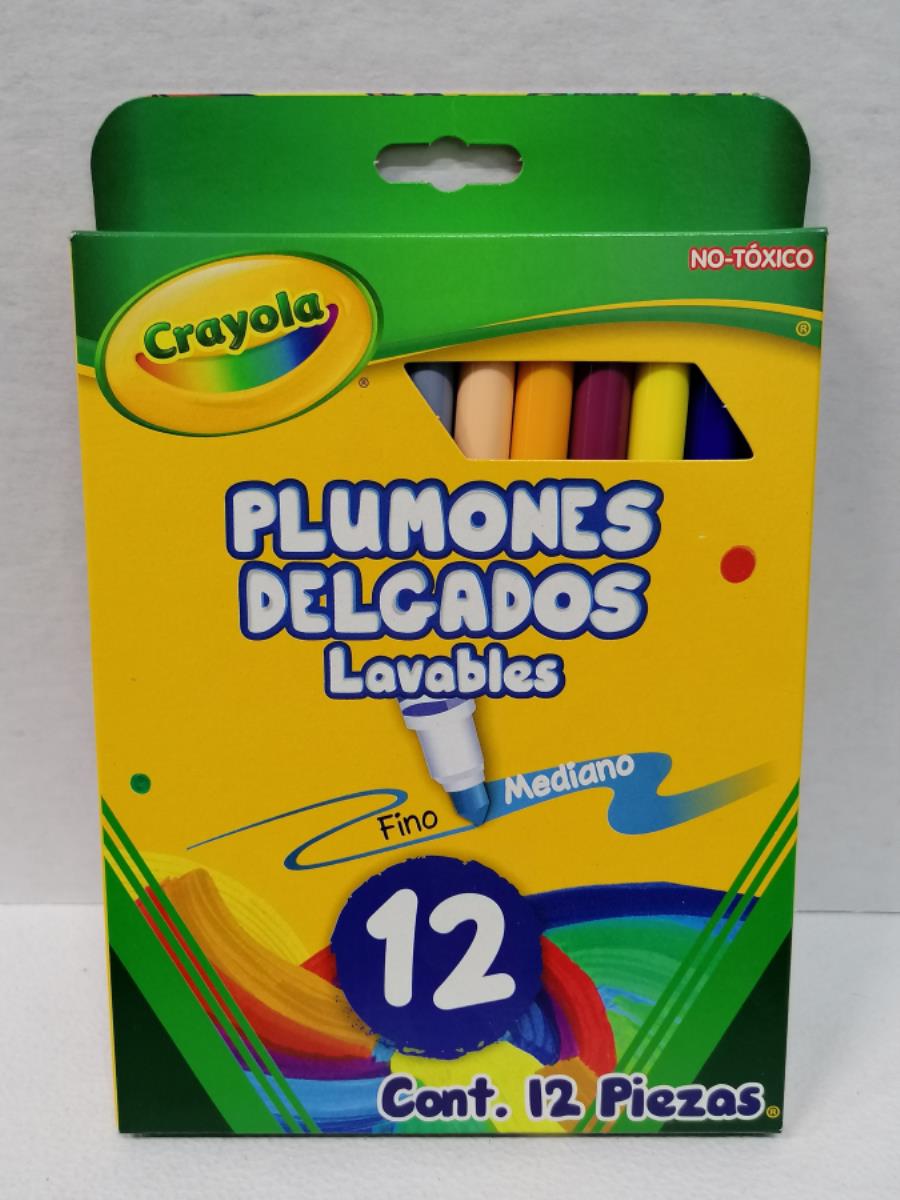 NO-TÓXICO
Crayola
®
®
PLUMONES
DELGADOS
Lavables
Mediano
Fino
12
Cont. 12 Piezas®